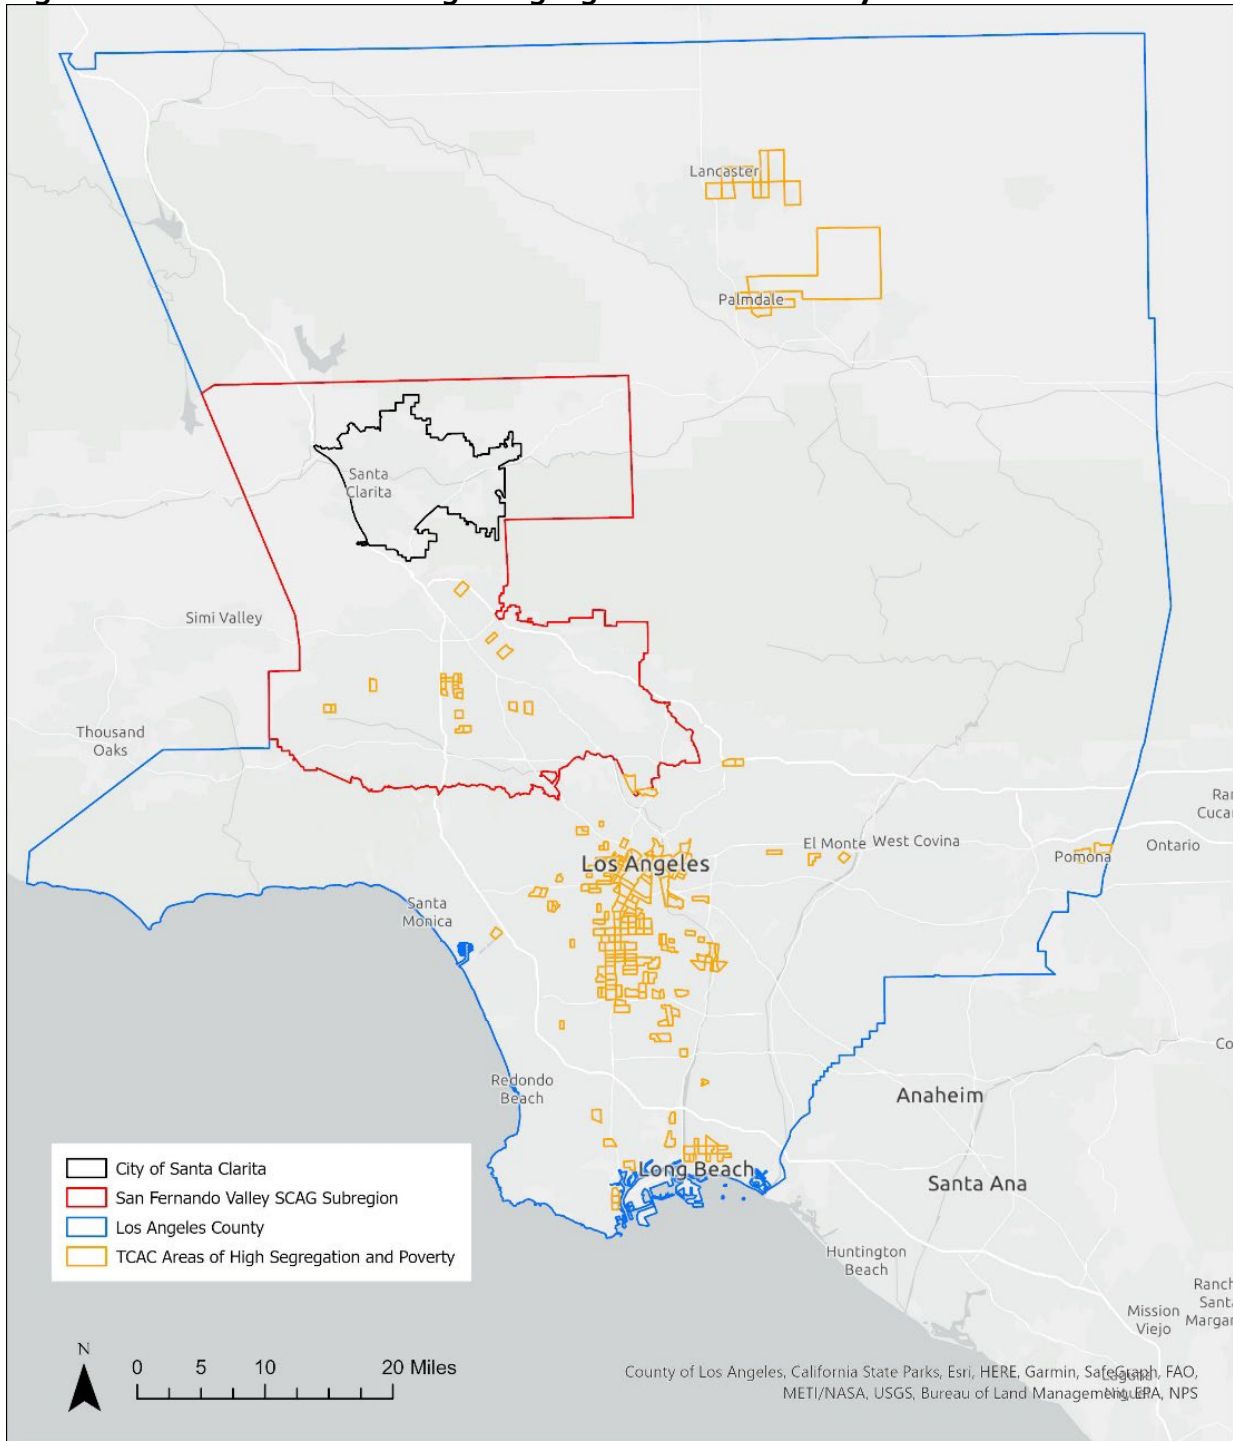 Lancaster
Palmdale
Santa
Clarita
Simi Valley
Thousand
Oaks
El Monte
West Covina
Los Angeles
Pomona
Ontario
Santa
Monica
Redondo
Beach
Anaheim
Long Beach
Santa Ana
Huntington
Beach
Mission
Viejo
City of Santa Clarita
San Fernando Valley SCAG Subregion
Los Angeles County
TCAC Areas of High Segregation and Poverty
N
0 5 10 20 Miles
County of Los Angeles, California State Parks, Esri, HERE, Garmin, SafeGraph, FAO,
METI/NASA, USGS, Bureau of Land Management, EPA, NPS